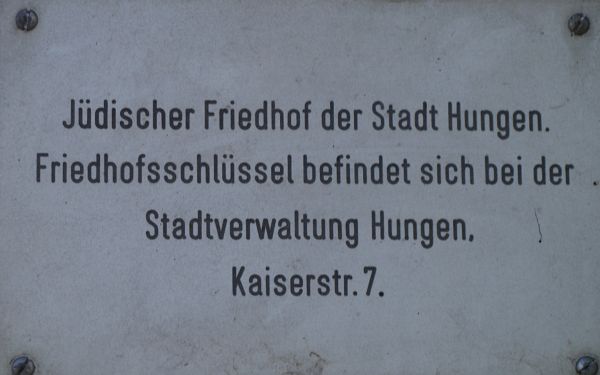 Jüdischer Friedhof der Stadt Hungen.
Friedhofsschlüssel befindet sich bei der
Stadtverwaltung Hungen,
Kaiserstr. 7.